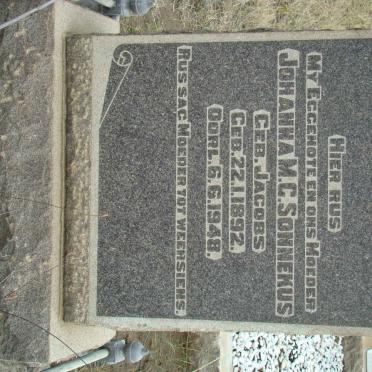 HIER RUS
MY EGGENOTE EN ONS MOEDER
JOHANNA M.C. SONNEKUS
GEB. JACOBS
GEB. 22.1.1892
OORL. 6.6.1948.
RUS SAG MOEDER TOT WEERSIENS.